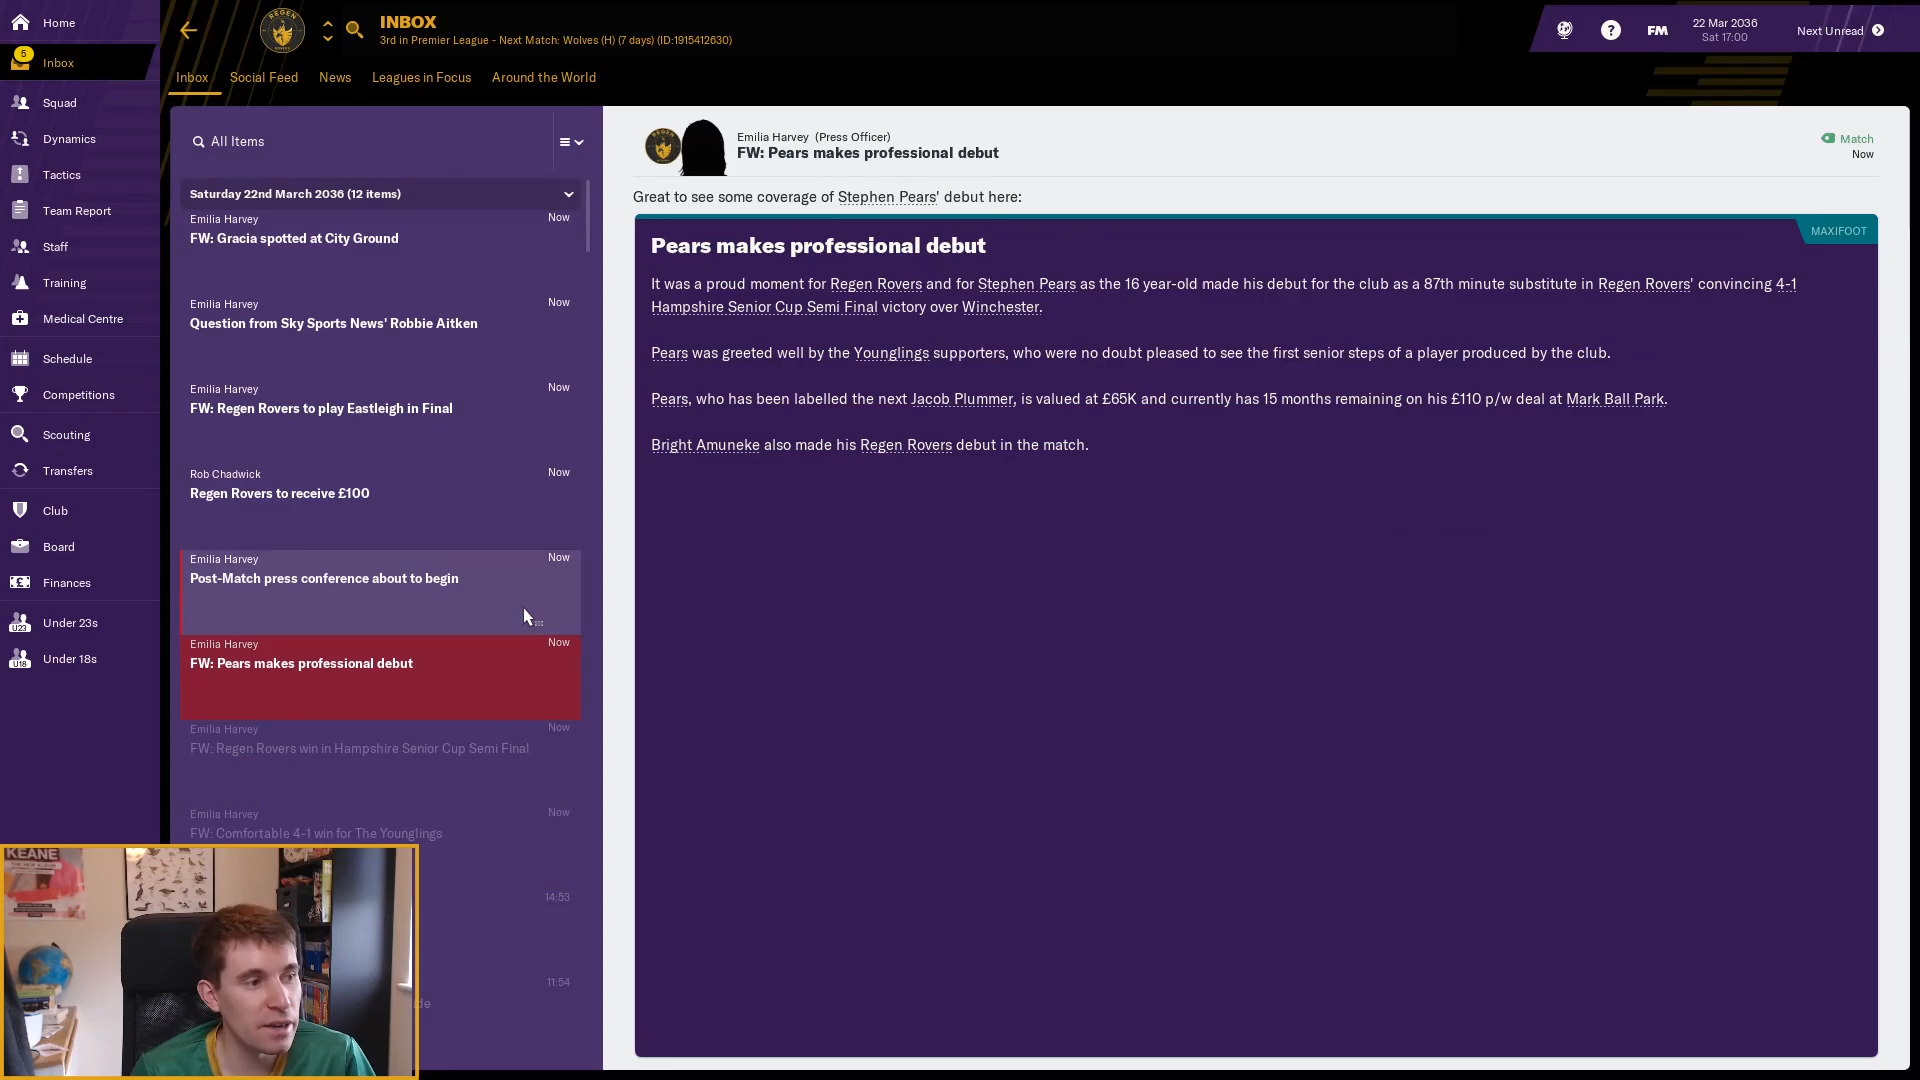 Home
5
Inbox
Squad
Dynamics
Tactics
Team Report
Staff
Training
Medical Centre
Schedule
Competitions
Scouting
Transfers
Club
Board
Finances
U23
Under 23s
U18
Under 18s
REGEN
INBOX
3rd in Premier League - Next Match: Wolves (H) (7 days) (ID:1915412630)
?
FM
22 Mar 2036
Sat 17:00
Next Unread
Inbox
Social Feed
News
Leagues in Focus
Around the World
All Items
Saturday 22nd March 2036 (12 items)
Emilia Harvey
Now
FW: Gracia spotted at City Ground
Emilia Harvey
Now
Question from Sky Sports News' Robbie Aitken
Emilia Harvey
Now
FW: Regen Rovers to play Eastleigh in Final
Rob Chadwick
Now
Regen Rovers to receive £100
Emilia Harvey
Now
Post-Match press conference about to begin
Emilia Harvey
Now
FW: Pears makes professional debut
Emilia Harvey
Now
FW: Regen Rovers win in Hampshire Senior Cup Semi Final
Emilia Harvey
Now
FW: Comfortable 4-1 win for The Younglings
14:53
11:54
ide
KEANE
Emilia Harvey (Press Officer)
FW: Pears makes professional debut
Match
Now
Great to see some coverage of Stephen Pears' debut here:
MAXIFOOT
Pears makes professional debut
It was a proud moment for Regen Rovers and for Stephen Pears as the 16 year-old made his debut for the club as a 87th minute substitute in Regen Rovers' convincing 4-1
Hampshire Senior Cup Semi Final victory over Winchester.
Pears was greeted well by the Younglings supporters, who were no doubt pleased to see the first senior steps of a player produced by the club.
Pears, who has been labelled the next Jacob Plummer, is valued at £65K and currently has 15 months remaining on his £110 p/w deal at Mark Ball Park.
Bright Amuneke also made his Regen Rovers debut in the match.